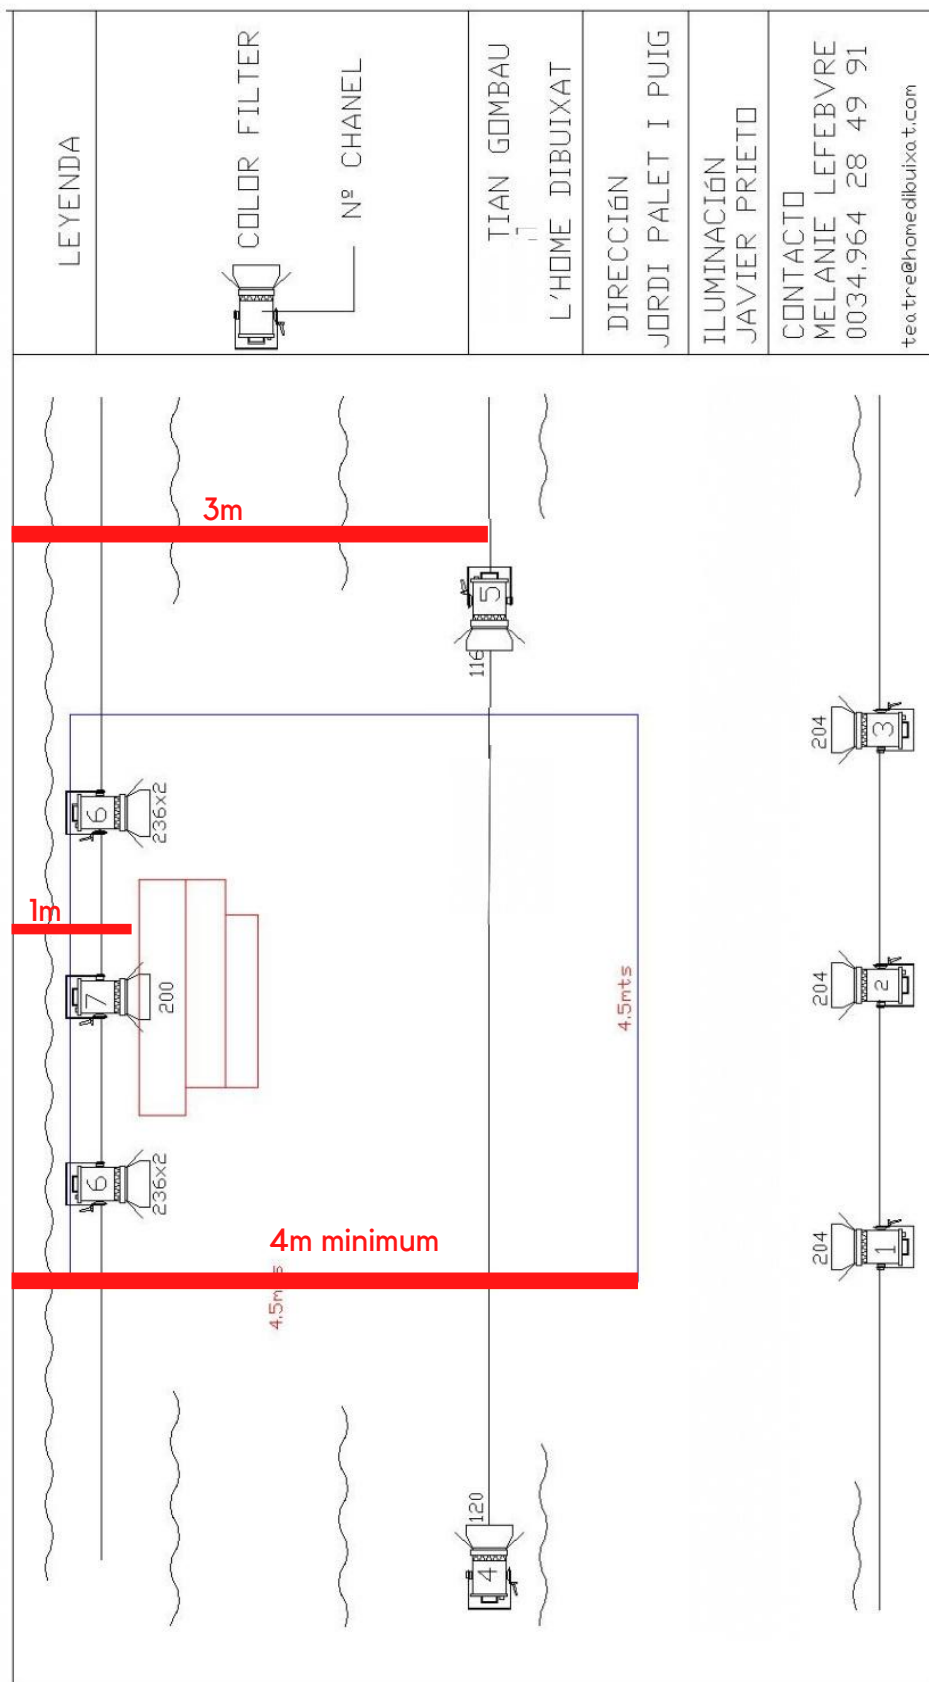 LEYENDA
COLOR FILTER
Nº CHANEL
TIAN GOMBAU
L'HOME DIBUIXAT
DIRECCIÓN
JORDI PALET I PUIG
ILUMINACIÓN
JAVIER PRIETO
CONTACTO
MELANIE LEFEBVRE
0034.964 28 49 91
teatre@homedibuixat.com
3m
5
116
3
204
6
236x2
1m
7
200
4.5mts
2
204
6
236x2
4m minimum
4.5mts
1
204
120
4